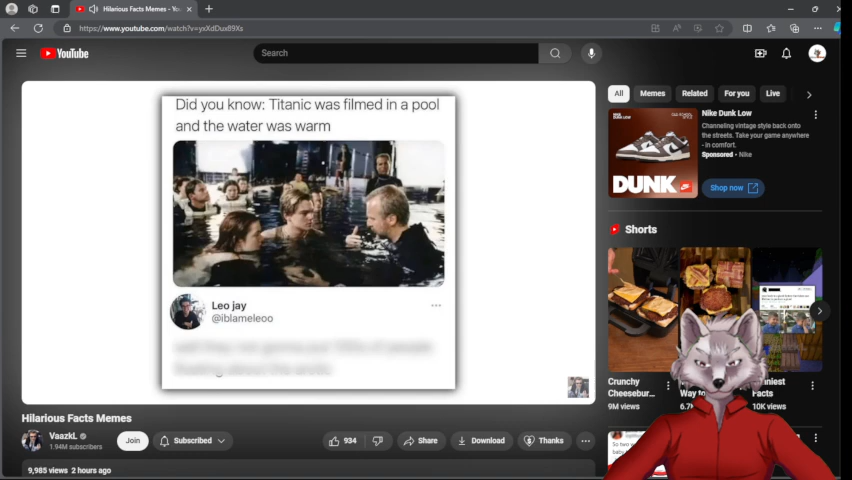 Hilarious Facts Memes - YouTube
https://www.youtube.com/watch?v=yxXdDux89Xs
YouTube
Search
Did you know: Titanic was filmed in a pool
and the water was warm
Leo jay
@iblameleoo
Hilarious Facts Memes
VaazkL
1.94M subscribers
Join
Subscribed
934
Share
Download
Thanks
9,985 views 2 hours ago
All
Memes
Related
For you
Live
DUNK
Nike Dunk Low
Channeling vintage style back onto
the streets. Take your game anywhere
- in comfort.
Sponsored • Nike
Shop now
Shorts
Crunchy
Cheesebur...
9M views
Way to
6.7
Facts
10K views